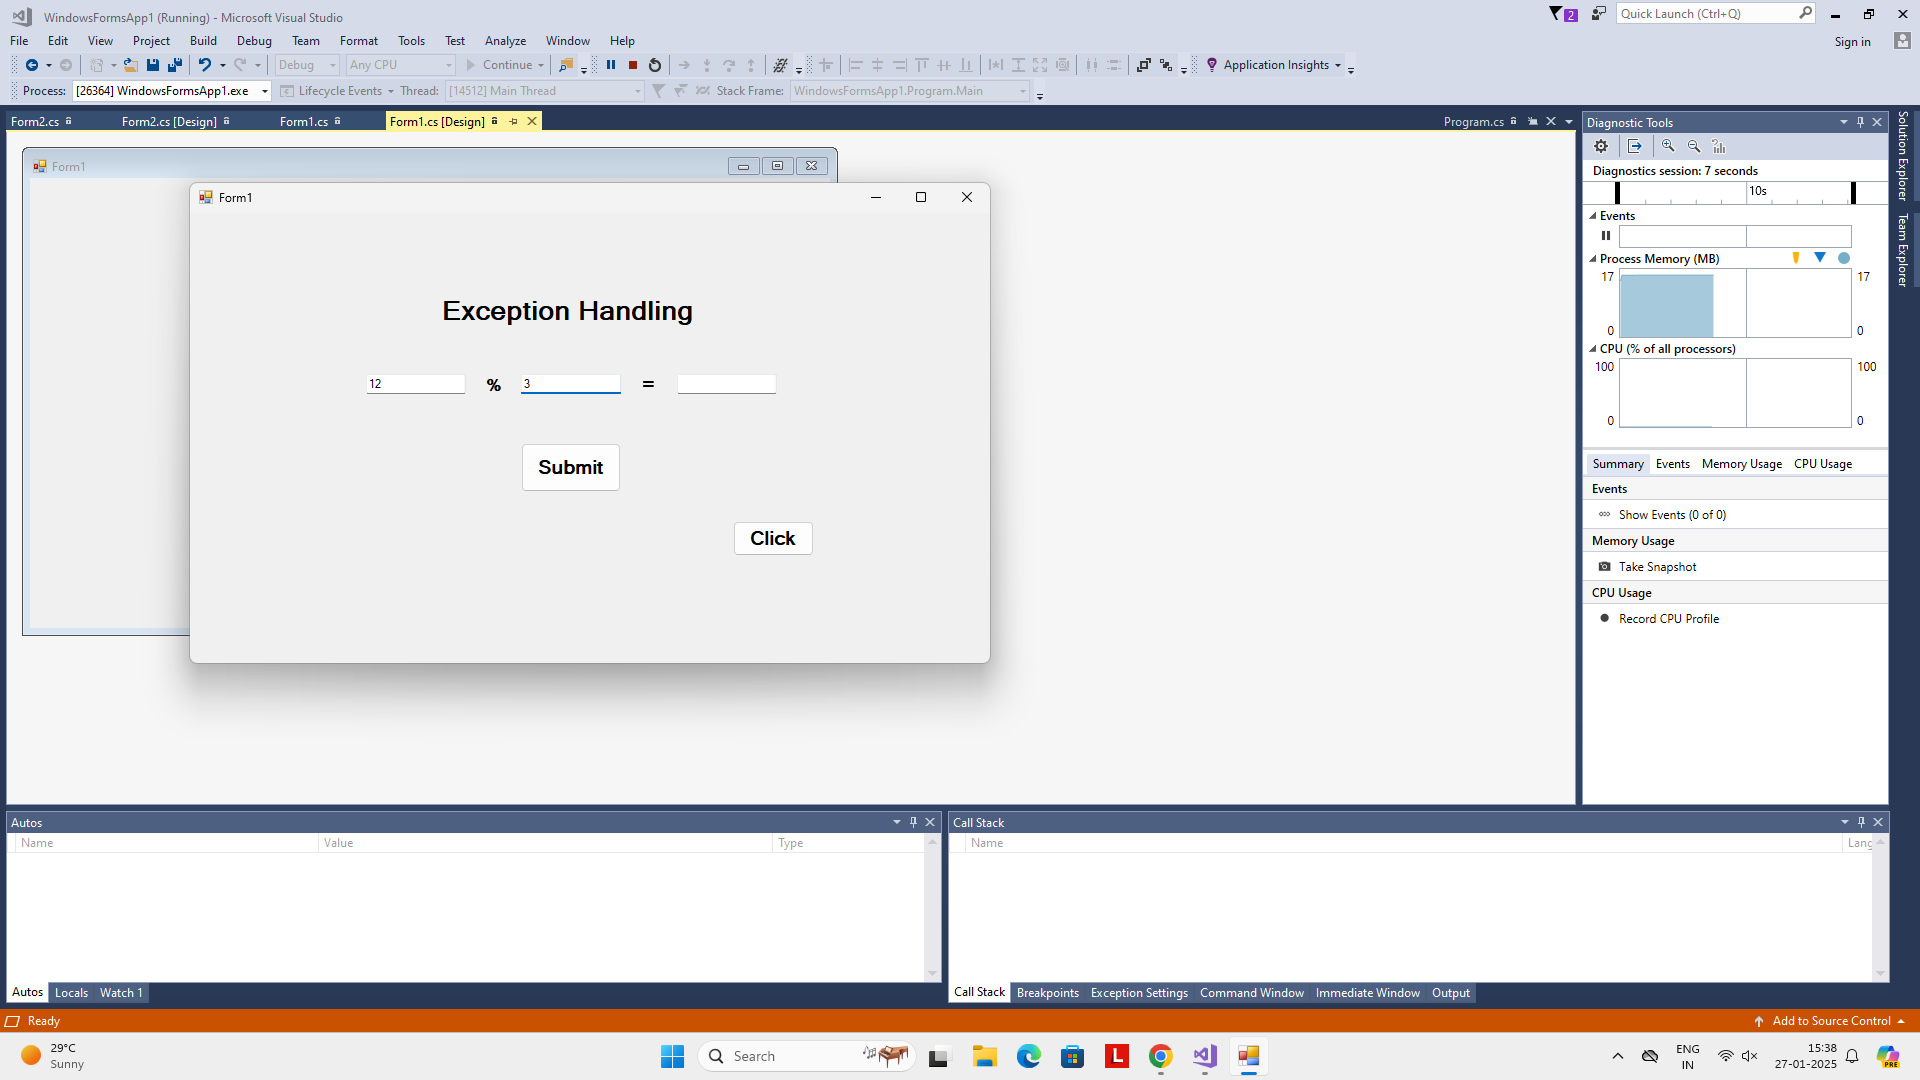 WindowsFormsApp1 (Running) - Microsoft Visual Studio
2
Quick Launch (Ctrl+Q)
File Edit View Project Build Debug Team Format Tools Test Analyze Window Help
Sign in
Debug Any CPU Continue Application Insights
Process: [26364] WindowsFormsApp1.exe Lifecycle Events Thread: [14512] Main Thread Stack Frame: WindowsFormsApp1.Program.Main
Form2.cs Form2.cs [Design] Form1.cs Form1.cs [Design] Program.cs
Form1
Form1
Exception Handling
12 % 3 =
Submit
Click
Diagnostic Tools
Diagnostics session: 7 seconds
10s
Events
Process Memory (MB)
17 17
0 0
CPU (% of all processors)
100 100
0 0
Summary Events Memory Usage CPU Usage
Events
Show Events (0 of 0)
Memory Usage
Take Snapshot
CPU Usage
Record CPU Profile
Solution Explorer
Team Explorer
Autos
Name Value Type
Autos Locals Watch 1
Call Stack
Name Lang
Call Stack Breakpoints Exception Settings Command Window Immediate Window Output
Ready
Add to Source Control
29°C
Sunny
Search
L
ENG
IN
15:38
27-01-2025
PRE